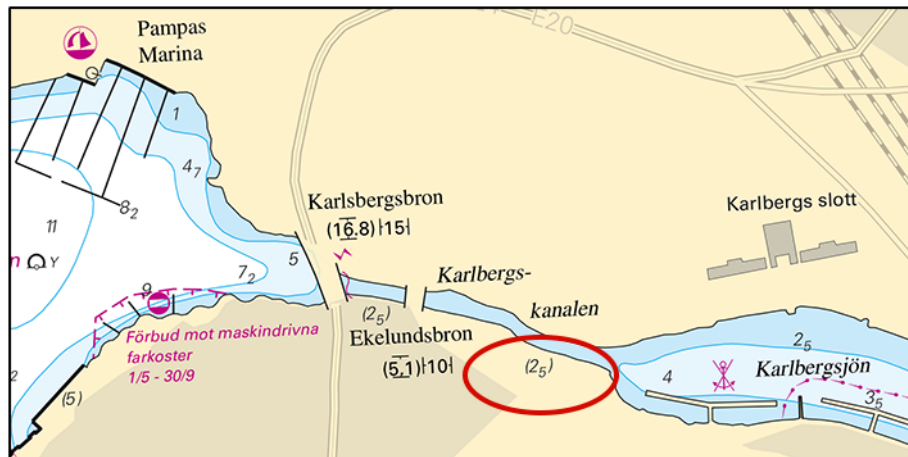 Pampas
Marina
E20
1
4₇
8₂
11
n
Y
9
7₂
5
Karlsbergsbron
(16.8) 15
Karlbergs-
kanalen
(2₅)
Ekelundsbron
(5.1) 10
(2₅)
Förbud mot maskindrivna
farkoster
1/5 - 30/9
2
(5)
Karlbergs slott
2₅
4
Karlbergsjön
3₅